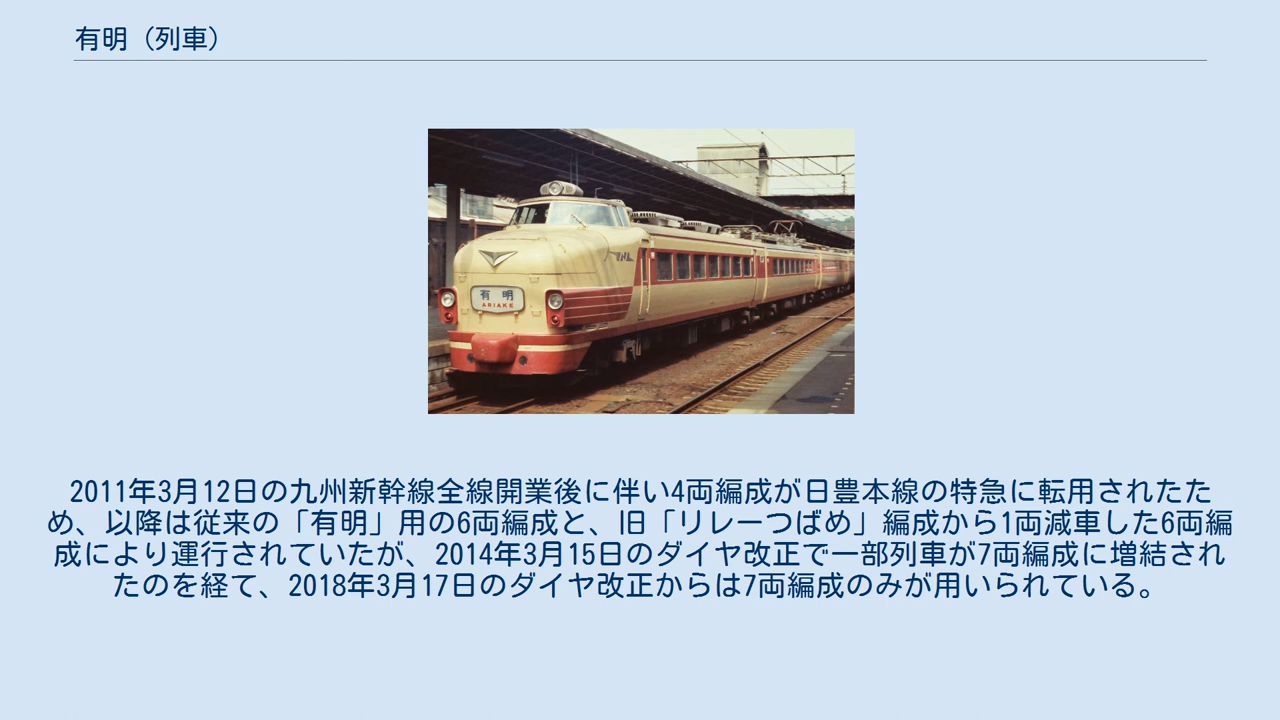 有明（列車）
有 明
ARIAKE
2011年3月12日の九州新幹線全線開業後に伴い4両編成が日豊本線の特急に転用されたた
め、以降は従来の「有明」用の6両編成と、旧「リレーつばめ」編成から1両減車した6両編
成により運行されていたが、2014年3月15日のダイヤ改正で一部列車が7両編成に増結され
たのを経て、2018年3月17日のダイヤ改正からは7両編成のみが用いられている。